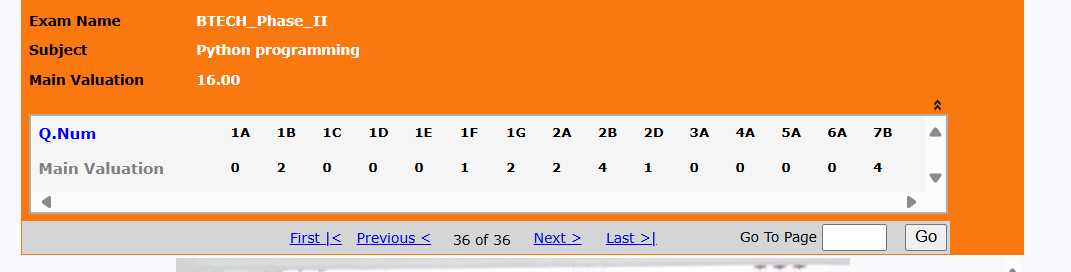 Exam Name BTECH_Phase_II
Subject Python programming
Main Valuation 16.00
Q.Num 1A 1B 1C 1D 1E 1F 1G 2A 2B 2D 3A 4A 5A 6A 7B
Main Valuation 0 2 0 0 0 1 2 2 4 1 0 0 0 0 4
First |< Previous < 36 of 36 Next > Last >| Go To Page Go